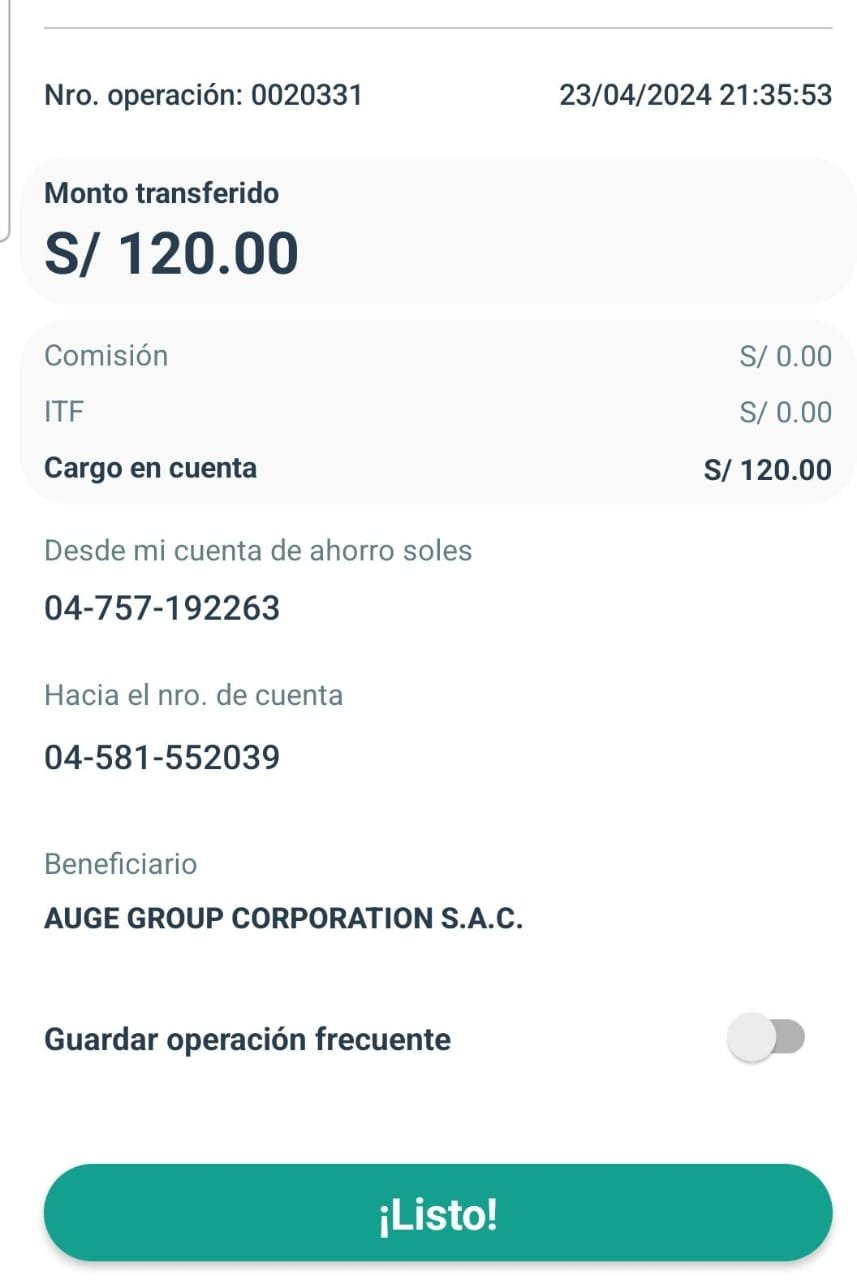 Nro. operación: 0020331 23/04/2024 21:35:53
Monto transferido
S/ 120.00
Comisión S/ 0.00
ITF S/ 0.00
Cargo en cuenta S/ 120.00
Desde mi cuenta de ahorro soles
04-757-192263
Hacia el nro. de cuenta
04-581-552039
Beneficiario
AUGE GROUP CORPORATION S.A.C.
Guardar operación frecuente
¡Listo!